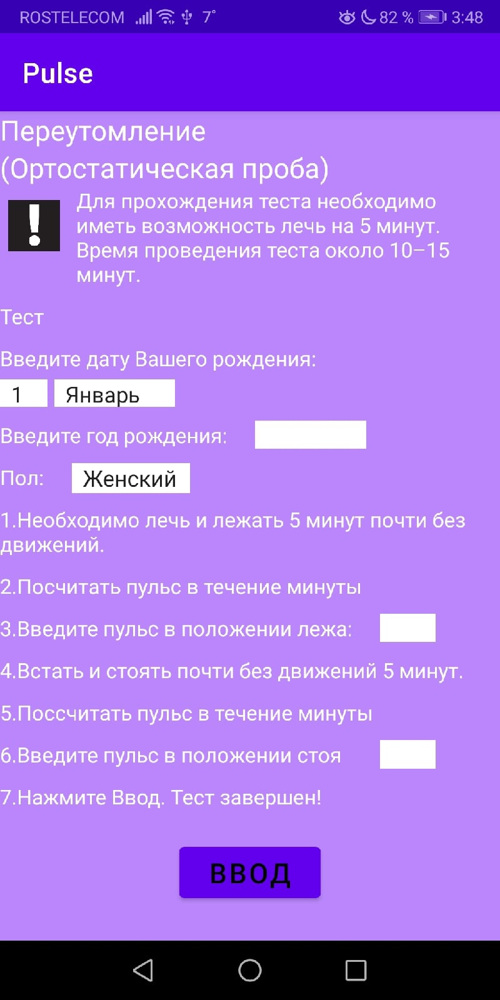 ROSTELECOM 7° 82 % 3:48
Pulse
Переутомление
(Ортостатическая проба)
Для прохождения теста необходимо
иметь возможность лечь на 5 минут.
Время проведения теста около 10–15
минут.
Тест
Введите дату Вашего рождения:
1 Январь
Введите год рождения:
Пол: Женский
1.Необходимо лечь и лежать 5 минут почти без
движений.
2.Посчитать пульс в течение минуты
3.Введите пульс в положении лежа:
4.Встать и стоять почти без движений 5 минут.
5.Поссчитать пульс в течение минуты
6.Введите пульс в положении стоя
7.Нажмите Ввод. Тест завершен!
ВВОД